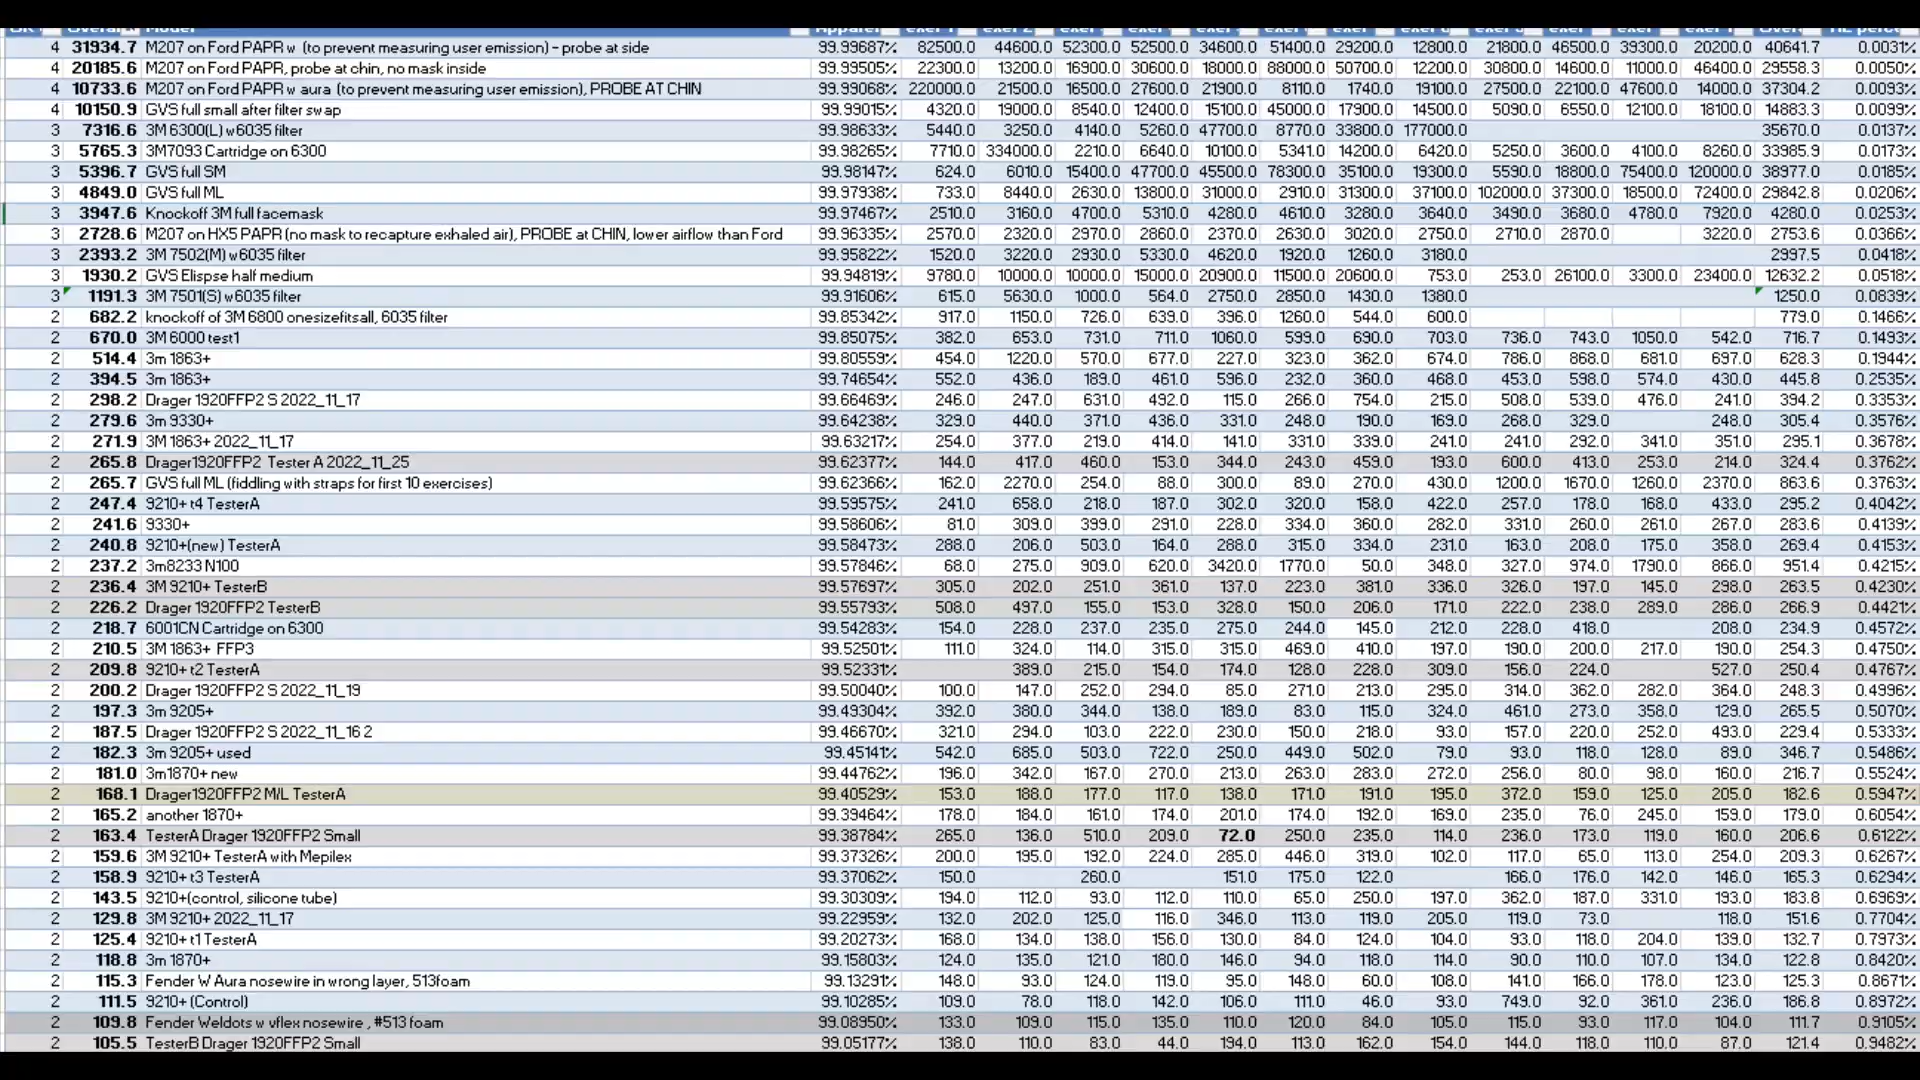 4 31934.7 M207 on Ford PAPR w (to prevent measuring user emission) - probe at side 99.99687% 82500.0 44600.0 52300.0 52500.0 34600.0 51400.0 29200.0 12800.0 21800.0 46500.0 39300.0 20200.0 40641.7 0.0031%
4 20185.6 M207 on Ford PAPR, probe at chin, no mask inside 99.99505% 22300.0 13200.0 16900.0 30600.0 18000.0 88000.0 50700.0 12200.0 30800.0 14600.0 11000.0 46400.0 29558.3 0.0050%
4 10733.6 M207 on Ford PAPR w aura (to prevent measuring user emission), PROBE AT CHIN 99.99068% 220000.0 21500.0 16500.0 27600.0 21900.0 8110.0 1740.0 19100.0 27500.0 22100.0 47600.0 14000.0 37304.2 0.0093%
4 10150.9 GVS full small after filter swap 99.99015% 4320.0 19000.0 8540.0 12400.0 15100.0 45000.0 17900.0 14500.0 5090.0 6550.0 12100.0 18100.0 14883.3 0.0099%
3 7316.6 3M 6300(L) w6035 filter 99.98633% 5440.0 3250.0 4140.0 5260.0 47700.0 8770.0 33800.0 177000.0 35670.0 0.0137%
3 5765.3 3M7093 Cartridge on 6300 99.98265% 7710.0 334000.0 2210.0 6640.0 10100.0 5341.0 14200.0 6420.0 5250.0 3600.0 4100.0 8260.0 33985.9 0.0173%
3 5396.7 GVS full SM 99.98147% 624.0 6010.0 15400.0 47700.0 45500.0 78300.0 35100.0 19300.0 5590.0 18800.0 75400.0 120000.0 38977.0 0.0185%
3 4849.0 GVS full ML 99.97938% 733.0 8440.0 2630.0 13800.0 31000.0 2910.0 31300.0 37100.0 102000.0 37300.0 18500.0 72400.0 29842.8 0.0206%
3 3947.6 Knockoff 3M full facemask 99.97467% 2510.0 3160.0 4700.0 5310.0 4280.0 4610.0 3280.0 3640.0 3490.0 3680.0 4780.0 7920.0 4280.0 0.0253%
3 2728.6 M207 on HX5 PAPR (no mask to recapture exhaled air), PROBE at CHIN, lower airflow than Ford 99.96335% 2570.0 2320.0 2970.0 2860.0 2370.0 2630.0 3020.0 2750.0 2710.0 2870.0 3220.0 2753.6 0.0366%
3 2393.2 3M 7502(M) w6035 filter 99.95822% 1520.0 3220.0 2930.0 5330.0 4620.0 1920.0 1260.0 3180.0 2997.5 0.0418%
3 1930.2 GVS Elispse half medium 99.94819% 9780.0 10000.0 10000.0 15000.0 20900.0 11500.0 20600.0 753.0 253.0 26100.0 3300.0 23400.0 12632.2 0.0518%
3 1191.3 3M 7501(S) w6035 filter 99.91606% 615.0 5630.0 1000.0 564.0 2750.0 2850.0 1430.0 1380.0 1250.0 0.0839%
2 682.2 knockoff of 3M 6800 onesizefitsall, 6035 filter 99.85342% 917.0 1150.0 726.0 639.0 396.0 1260.0 544.0 600.0 779.0 0.1466%
2 670.0 3M 6000 test1 99.85075% 382.0 653.0 731.0 711.0 1060.0 599.0 690.0 703.0 736.0 743.0 1050.0 542.0 716.7 0.1493%
2 514.4 3m 1863+ 99.80559% 454.0 1220.0 570.0 677.0 227.0 323.0 362.0 674.0 786.0 868.0 681.0 697.0 628.3 0.1944%
2 394.5 3m 1863+ 99.74654% 552.0 436.0 189.0 461.0 596.0 232.0 360.0 468.0 453.0 598.0 574.0 430.0 445.8 0.2535%
2 298.2 Drager 1920FFP2 S 2022_11_17 99.66469% 246.0 247.0 631.0 492.0 115.0 266.0 754.0 215.0 508.0 539.0 476.0 241.0 394.2 0.3353%
2 279.6 3m 9330+ 99.64238% 329.0 440.0 371.0 436.0 331.0 248.0 190.0 169.0 268.0 329.0 248.0 305.4 0.3576%
2 271.9 3M 1863+ 2022_11_17 99.63217% 254.0 377.0 219.0 414.0 141.0 331.0 339.0 241.0 241.0 292.0 341.0 351.0 295.1 0.3678%
2 265.8 Drager1920FFP2 Tester A 2022_11_25 99.62377% 144.0 417.0 460.0 153.0 344.0 243.0 459.0 193.0 600.0 413.0 253.0 214.0 324.4 0.3762%
2 265.7 GVS full ML (fiddling with straps for first 10 exercises) 99.62366% 162.0 2270.0 254.0 88.0 300.0 89.0 270.0 430.0 1200.0 1670.0 1260.0 2370.0 863.6 0.3763%
2 247.4 9210+ t4 TesterA 99.59575% 241.0 658.0 218.0 187.0 302.0 320.0 158.0 422.0 257.0 178.0 168.0 433.0 295.2 0.4042%
2 241.6 9330+ 99.58606% 81.0 309.0 399.0 291.0 228.0 334.0 360.0 282.0 331.0 260.0 261.0 267.0 283.6 0.4139%
2 240.8 9210+(new) TesterA 99.58473% 288.0 206.0 503.0 164.0 288.0 315.0 334.0 231.0 163.0 208.0 175.0 358.0 269.4 0.4153%
2 237.2 3m8233 N100 99.57846% 68.0 275.0 909.0 620.0 3420.0 1770.0 50.0 348.0 327.0 974.0 1790.0 866.0 951.4 0.4215%
2 236.4 3M 9210+ TesterB 99.57697% 305.0 202.0 251.0 361.0 137.0 223.0 381.0 336.0 326.0 197.0 145.0 298.0 263.5 0.4230%
2 226.2 Drager 1920FFP2 TesterB 99.55793% 508.0 497.0 155.0 153.0 328.0 150.0 206.0 171.0 222.0 238.0 289.0 286.0 266.9 0.4421%
2 218.7 6001CN Cartridge on 6300 99.54283% 154.0 228.0 237.0 235.0 275.0 244.0 145.0 212.0 228.0 418.0 208.0 234.9 0.4572%
2 210.5 3M 1863+ FFP3 99.52501% 111.0 324.0 114.0 315.0 315.0 469.0 410.0 197.0 190.0 200.0 217.0 190.0 254.3 0.4750%
2 209.8 9210+ t2 TesterA 99.52331% 389.0 215.0 154.0 174.0 128.0 228.0 309.0 156.0 224.0 527.0 250.4 0.4767%
2 200.2 Drager 1920FFP2 S 2022_11_19 99.50040% 100.0 147.0 252.0 294.0 85.0 271.0 213.0 295.0 314.0 362.0 282.0 364.0 248.3 0.4996%
2 197.3 3m 9205+ 99.49304% 392.0 380.0 344.0 138.0 189.0 83.0 115.0 324.0 461.0 273.0 358.0 129.0 265.5 0.5070%
2 187.5 Drager 1920FFP2 S 2022_11_16 2 99.46670% 321.0 294.0 103.0 222.0 230.0 150.0 218.0 93.0 157.0 220.0 252.0 493.0 229.4 0.5333%
2 182.3 3m 9205+ used 99.45141% 542.0 685.0 503.0 722.0 250.0 449.0 502.0 79.0 93.0 118.0 128.0 89.0 346.7 0.5486%
2 181.0 3m1870+ new 99.44762% 196.0 342.0 167.0 270.0 213.0 263.0 283.0 272.0 256.0 80.0 98.0 160.0 216.7 0.5524%
2 168.1 Drager1920FFP2 M/L TesterA 99.40529% 153.0 188.0 177.0 117.0 138.0 171.0 191.0 195.0 372.0 159.0 125.0 205.0 182.6 0.5947%
2 165.2 another 1870+ 99.39464% 178.0 184.0 161.0 174.0 201.0 174.0 192.0 169.0 235.0 76.0 245.0 159.0 179.0 0.6054%
2 163.4 TesterA Drager 1920FFP2 Small 99.38784% 265.0 136.0 510.0 209.0 72.0 250.0 235.0 114.0 236.0 173.0 119.0 160.0 206.6 0.6122%
2 159.6 3M 9210+ TesterA with Mepilex 99.37326% 200.0 195.0 192.0 224.0 285.0 446.0 319.0 102.0 117.0 65.0 113.0 254.0 209.3 0.6267%
2 158.9 9210+ t3 TesterA 99.37062% 150.0 260.0 151.0 175.0 122.0 166.0 176.0 142.0 146.0 165.3 0.6294%
2 143.5 9210+(control, silicone tube) 99.30309% 194.0 112.0 93.0 112.0 110.0 65.0 250.0 197.0 362.0 187.0 331.0 193.0 183.8 0.6969%
2 129.8 3M 9210+ 2022_11_17 99.22959% 132.0 202.0 125.0 116.0 346.0 113.0 119.0 205.0 119.0 73.0 118.0 151.6 0.7704%
2 125.4 9210+ t1 TesterA 99.20273% 168.0 134.0 138.0 156.0 130.0 84.0 124.0 104.0 93.0 118.0 204.0 139.0 132.7 0.7973%
2 118.8 3m 1870+ 99.15803% 124.0 135.0 121.0 180.0 146.0 94.0 118.0 114.0 90.0 110.0 107.0 134.0 122.8 0.8420%
2 115.3 Fender W Aura nosewire in wrong layer, 513foam 99.13291% 148.0 93.0 124.0 119.0 95.0 148.0 60.0 108.0 141.0 166.0 178.0 123.0 125.3 0.8671%
2 111.5 9210+ (Control) 99.10285% 109.0 78.0 118.0 142.0 106.0 111.0 46.0 93.0 749.0 92.0 361.0 236.0 186.8 0.8972%
2 109.8 Fender Weldots w vflex nosewire , #513 foam 99.08950% 133.0 109.0 115.0 135.0 110.0 120.0 84.0 105.0 115.0 93.0 117.0 104.0 111.7 0.9105%
2 105.5 TesterB Drager 1920FFP2 Small 99.05177% 138.0 110.0 83.0 44.0 194.0 113.0 162.0 154.0 144.0 118.0 110.0 87.0 121.4 0.9482%